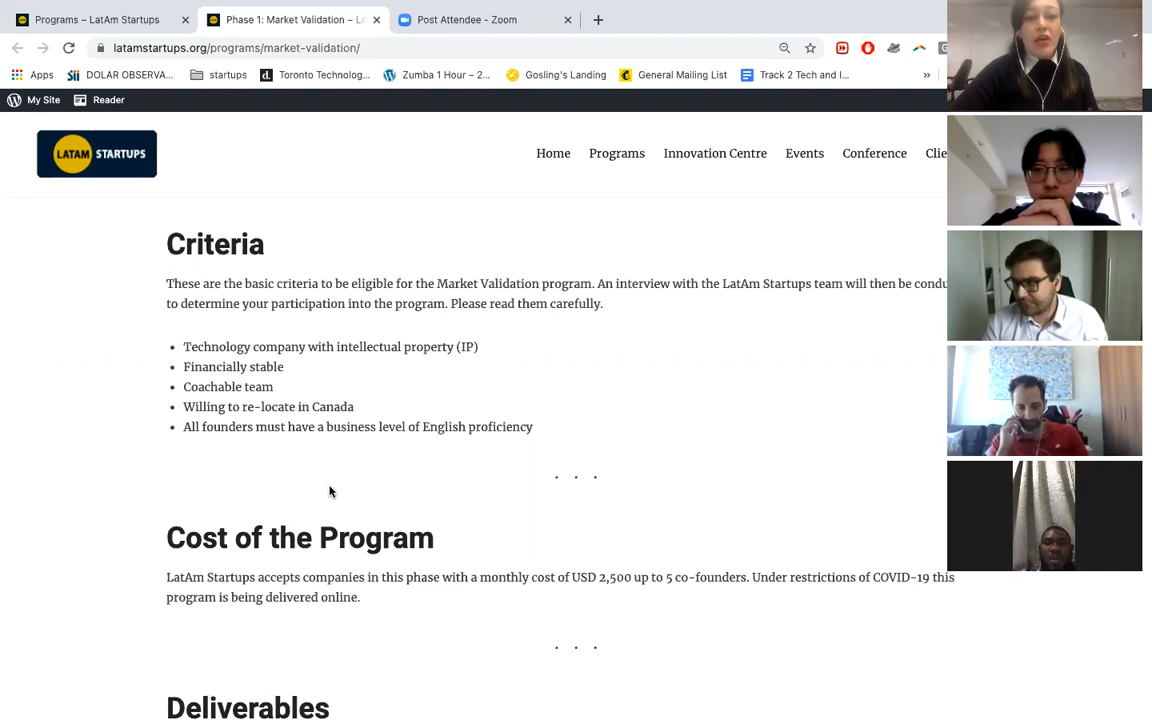 Programs – LatAm Startups
Phase 1: Market Validation – L
Post Attendee - Zoom
latamstartups.org/programs/market-validation/
Apps
DOLAR OBSERVA...
startups
Toronto Technolog...
Zumba 1 Hour – 2...
Gosling's Landing
General Mailing List
Track 2 Tech and I...
»
My Site
Reader
LATAM STARTUPS
Home
Programs
Innovation Centre
Events
Conference
Clie
Criteria
These are the basic criteria to be eligible for the Market Validation program. An interview with the LatAm Startups team will then be condu
to determine your participation into the program. Please read them carefully.
• Technology company with intellectual property (IP)
• Financially stable
• Coachable team
• Willing to re-locate in Canada
• All founders must have a business level of English proficiency
· · ·
Cost of the Program
LatAm Startups accepts companies in this phase with a monthly cost of USD 2,500 up to 5 co-founders. Under restrictions of COVID-19 this
program is being delivered online.
· · ·
Deliverables